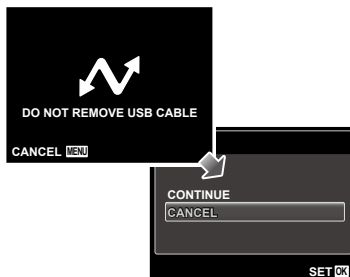 DO NOT REMOVE USB CABLE
CANCEL MENU
CONTINUE
CANCEL
SET OK